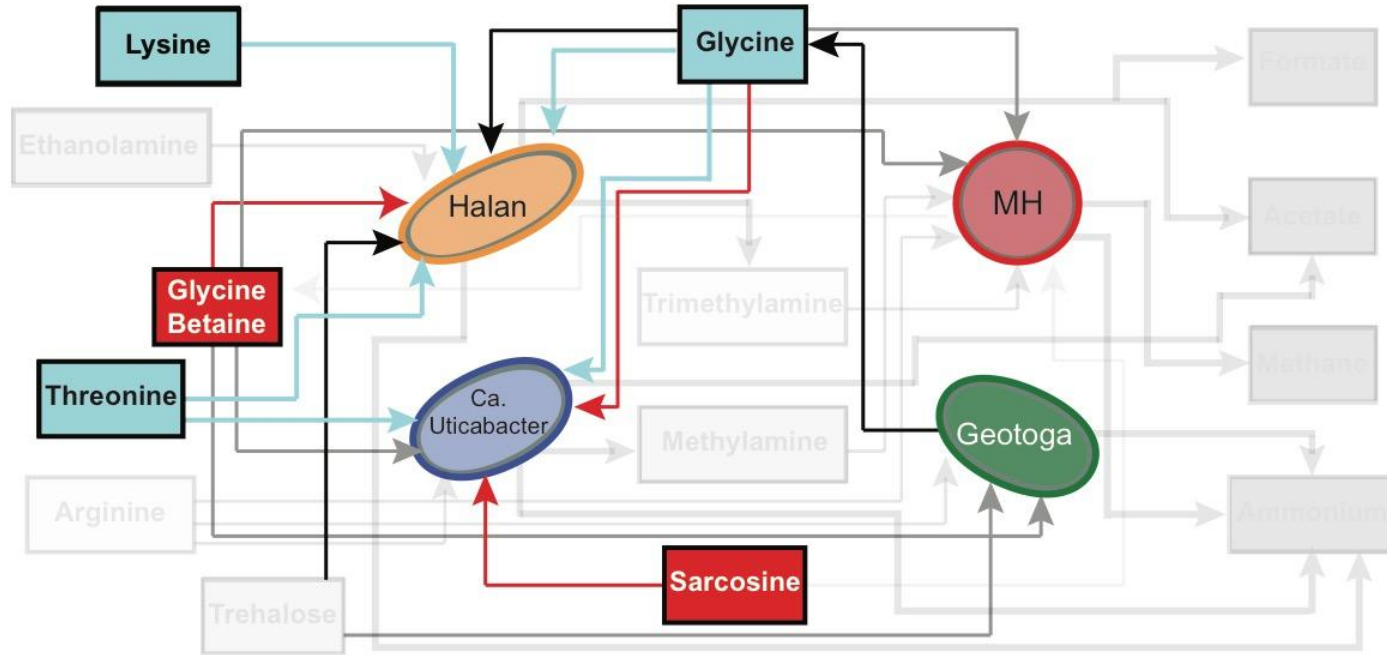 Lysine
Glycine
Formate
Ethanolamine
Halan
MH
Acetate
Glycine
Betaine
Trimethylamine
Methane
Threonine
Ca.
Uticabacter
Methylamine
Geotoga
Arginine
Ammonium
Sarcosine
Trehalose